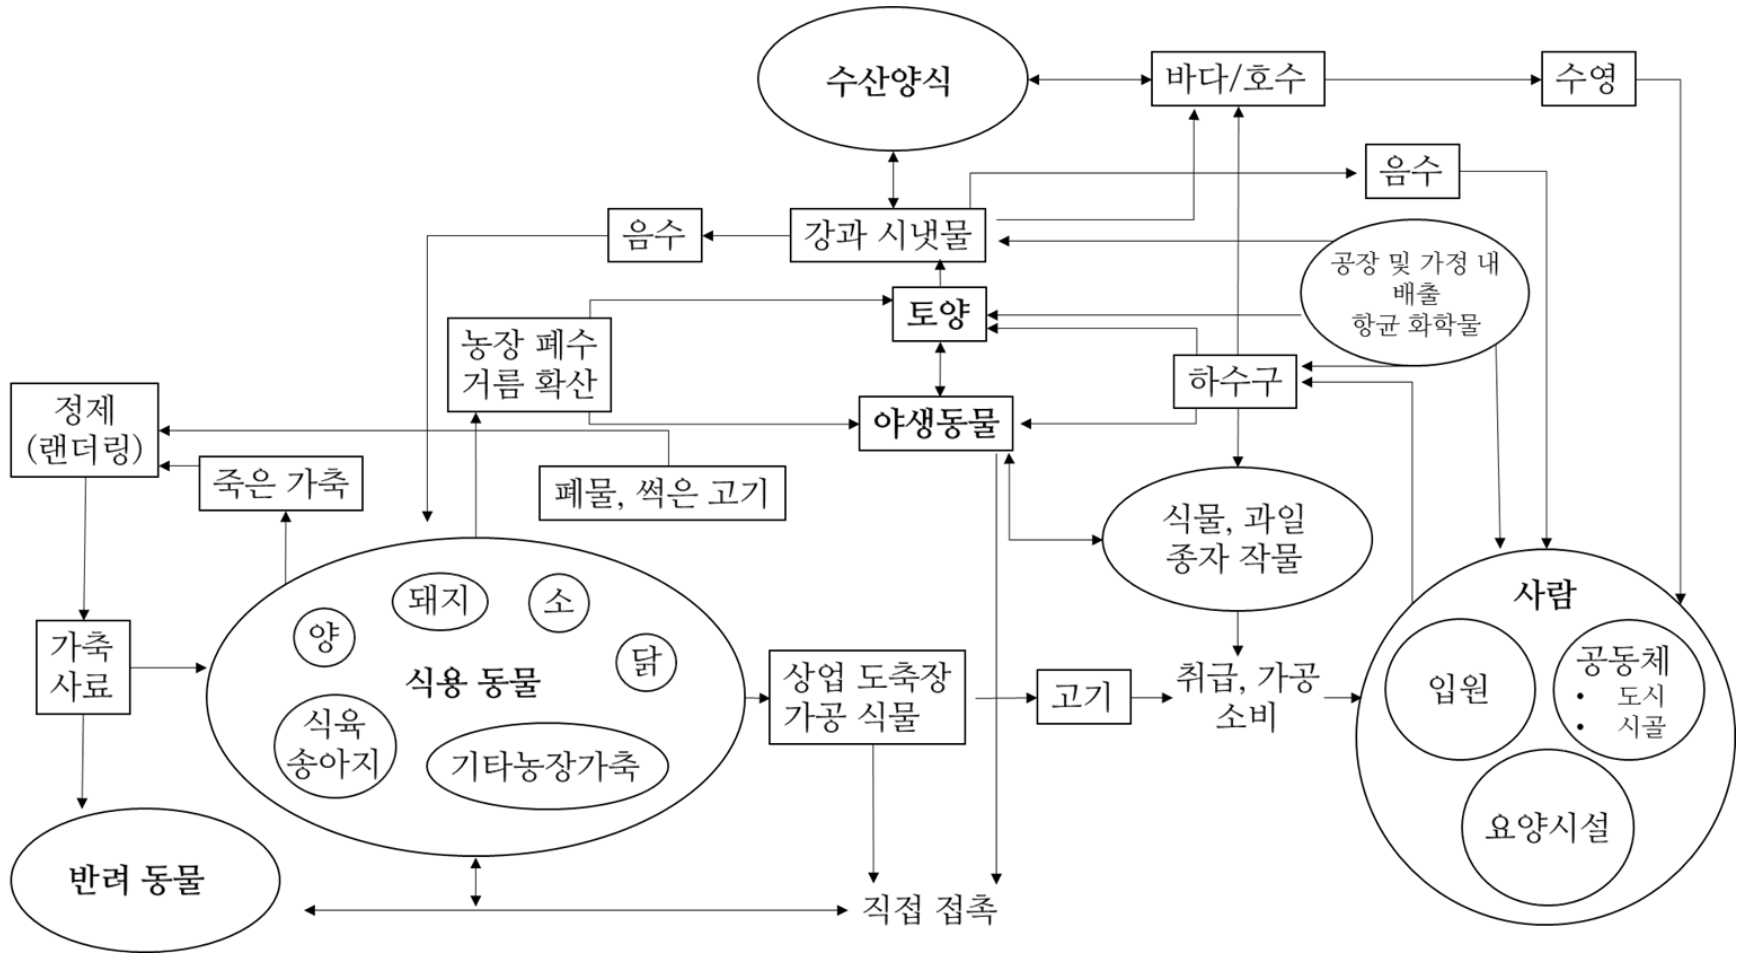 수산양식
바다/호수
수영
음수
음수
강과 시냇물
공장 및 가정 내
배출
항균 화학물
토양
농장 폐수
거름 확산
하수구
정제
(랜더링)
야생동물
죽은 가축
폐물, 썩은 고기
식물, 과일
종자 작물
돼지
소
양
닭
식용 동물
식육
송아지
기타농장가축
가축
사료
상업 도축장
가공 식물
고기
취급, 가공
소비
사람
입원
공동체
• 도시
• 시골
요양시설
반려 동물
직접 접촉